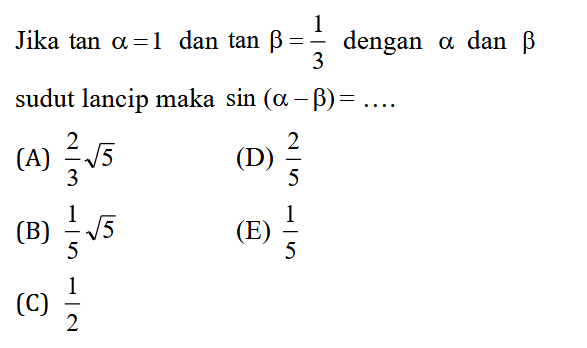 Jika tan α = 1 dan tan β = 1/3 dengan α dan β
sudut lancip maka sin (α – β) = ....
(A) 2/3 √5 (D) 2/5
(B) 1/5 √5 (E) 1/5
(C) 1/2